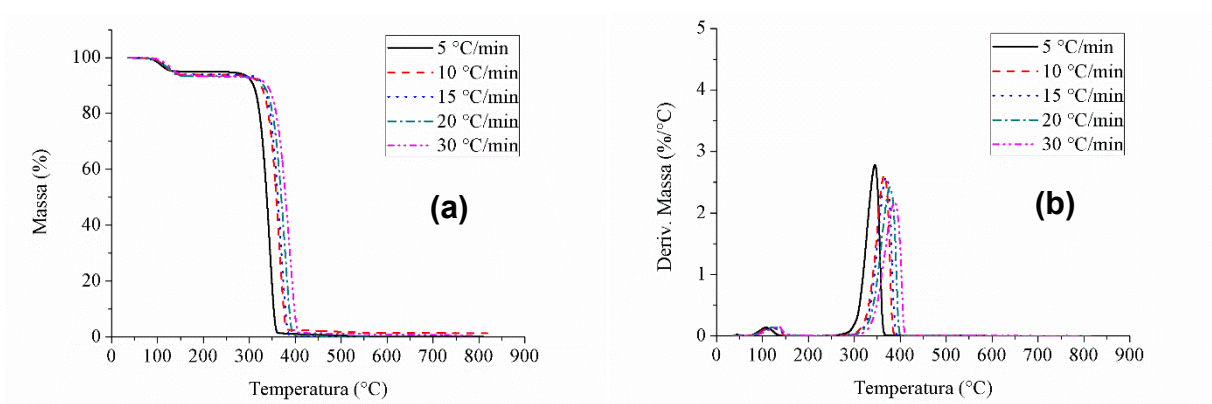 100
80
60
40
20
0
Massa (%)
0 100 200 300 400 500 600 700 800 900
Temperatura (°C)
5 °C/min
10 °C/min
15 °C/min
20 °C/min
30 °C/min
(a)
5
4
3
2
1
0
Deriv. Massa (%/°C)
0 100 200 300 400 500 600 700 800 900
Temperatura (°C)
5 °C/min
10 °C/min
15 °C/min
20 °C/min
30 °C/min
(b)